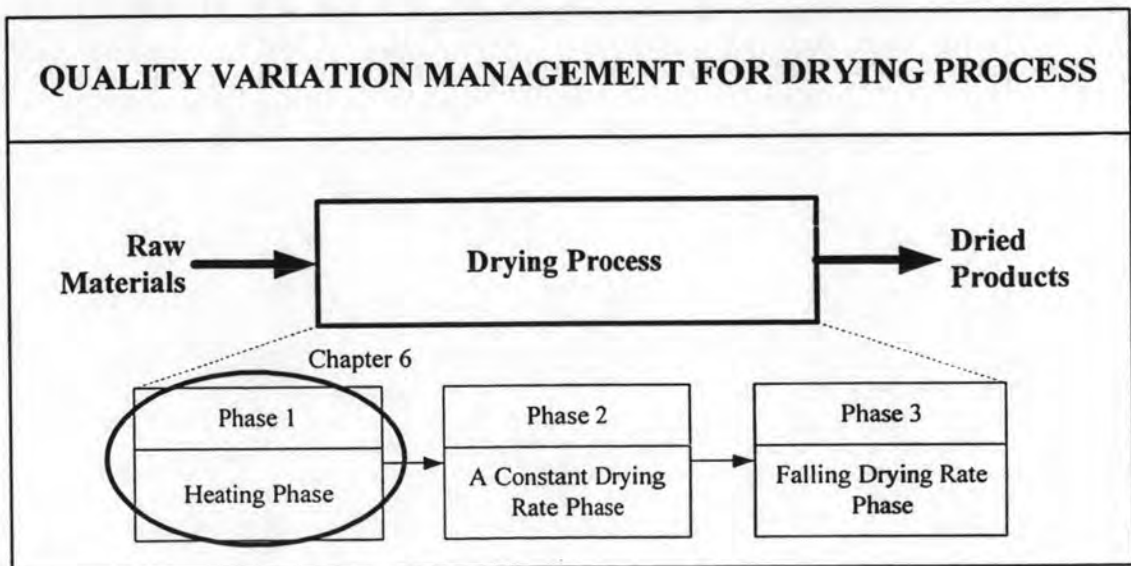 QUALITY VARIATION MANAGEMENT FOR DRYING PROCESS
Raw
Materials
Drying Process
Dried
Products
Chapter 6
Phase 1
Heating Phase
Phase 2
A Constant Drying
Rate Phase
Phase 3
Falling Drying Rate
Phase